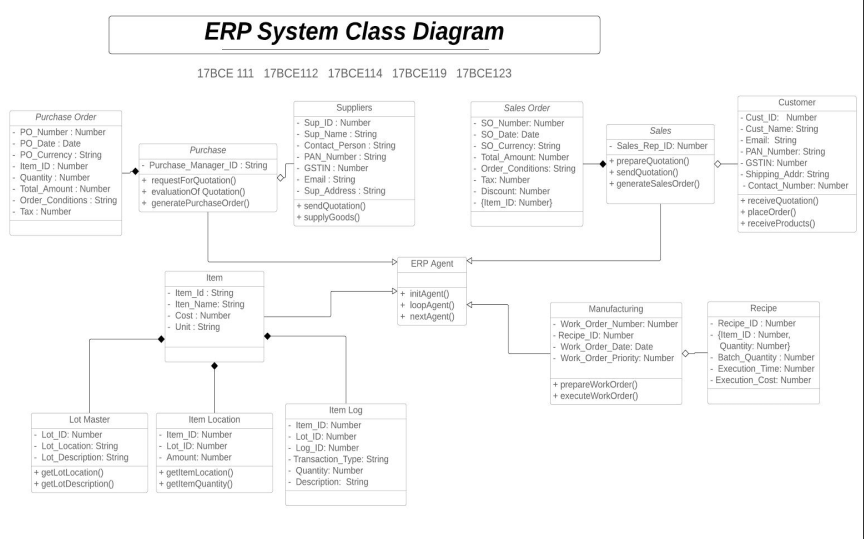 ERP System Class Diagram
17BCE 111 17BCE112 17BCE114 17BCE119 17BCE123
Purchase Order
- PO_Number : Number
- PO_Date : Date
- PO_Currency : String
- Item_ID : Number
- Quantity : Number
- Total_Amount : Number
- Order_Conditions : String
- Tax : Number
Purchase
- Purchase_Manager_ID : String
+ requestForQuotation()
+ evaluationOf Quotation()
+ generatePurchaseOrder()
Suppliers
- Sup_ID : Number
- Sup_Name : String
- Contact_Person : String
- PAN_Number : String
- GSTIN : Number
- Email : String
- Sup_Address : String
+ sendQuotation()
+ supplyGoods()
Sales Order
- SO_Number: Number
- SO_Date: Date
- SO_Currency: String
- Total_Amount: Number
- Order_Conditions: String
- Tax: Number
- Discount: Number
- {Item_ID: Number}
Sales
- Sales_Rep_ID: Number
+ prepareQuotation()
+ sendQuotation()
+ generateSalesOrder()
Customer
- Cust_ID: Number
- Cust_Name: String
- Email: String
- PAN_Number: String
- GSTIN: Number
- Shipping_Addr: String
- Contact_Number: Number
+ receiveQuotation()
+ placeOrder()
+ receiveProducts()
ERP Agent
+ initAgent()
+ loopAgent()
+ nextAgent()
Item
- Item_Id : String
- Iten_Name: String
- Cost : Number
- Unit : String
Manufacturing
- Work_Order_Number: Number
- Recipe_ID: Number
- Work_Order_Date: Date
- Work_Order_Priority: Number
+ prepareWorkOrder()
+ executeWorkOrder()
Recipe
- Recipe_ID : Number
- {Item_ID : Number,
Quantity: Number}
- Batch_Quantity : Number
- Execution_Time: Number
- Execution_Cost: Number
Lot Master
- Lot_ID: Number
- Lot_Location: String
- Lot_Description: String
+ getLotLocation()
+ getLotDescription()
Item Location
- Item_ID: Number
- Lot_ID: Number
- Amount: Number
+ getItemLocation()
+ getItemQuantity()
Item Log
- Item_ID: Number
- Lot_ID: Number
- Log_ID: Number
- Transaction_Type: String
- Quantity: Number
- Description: String